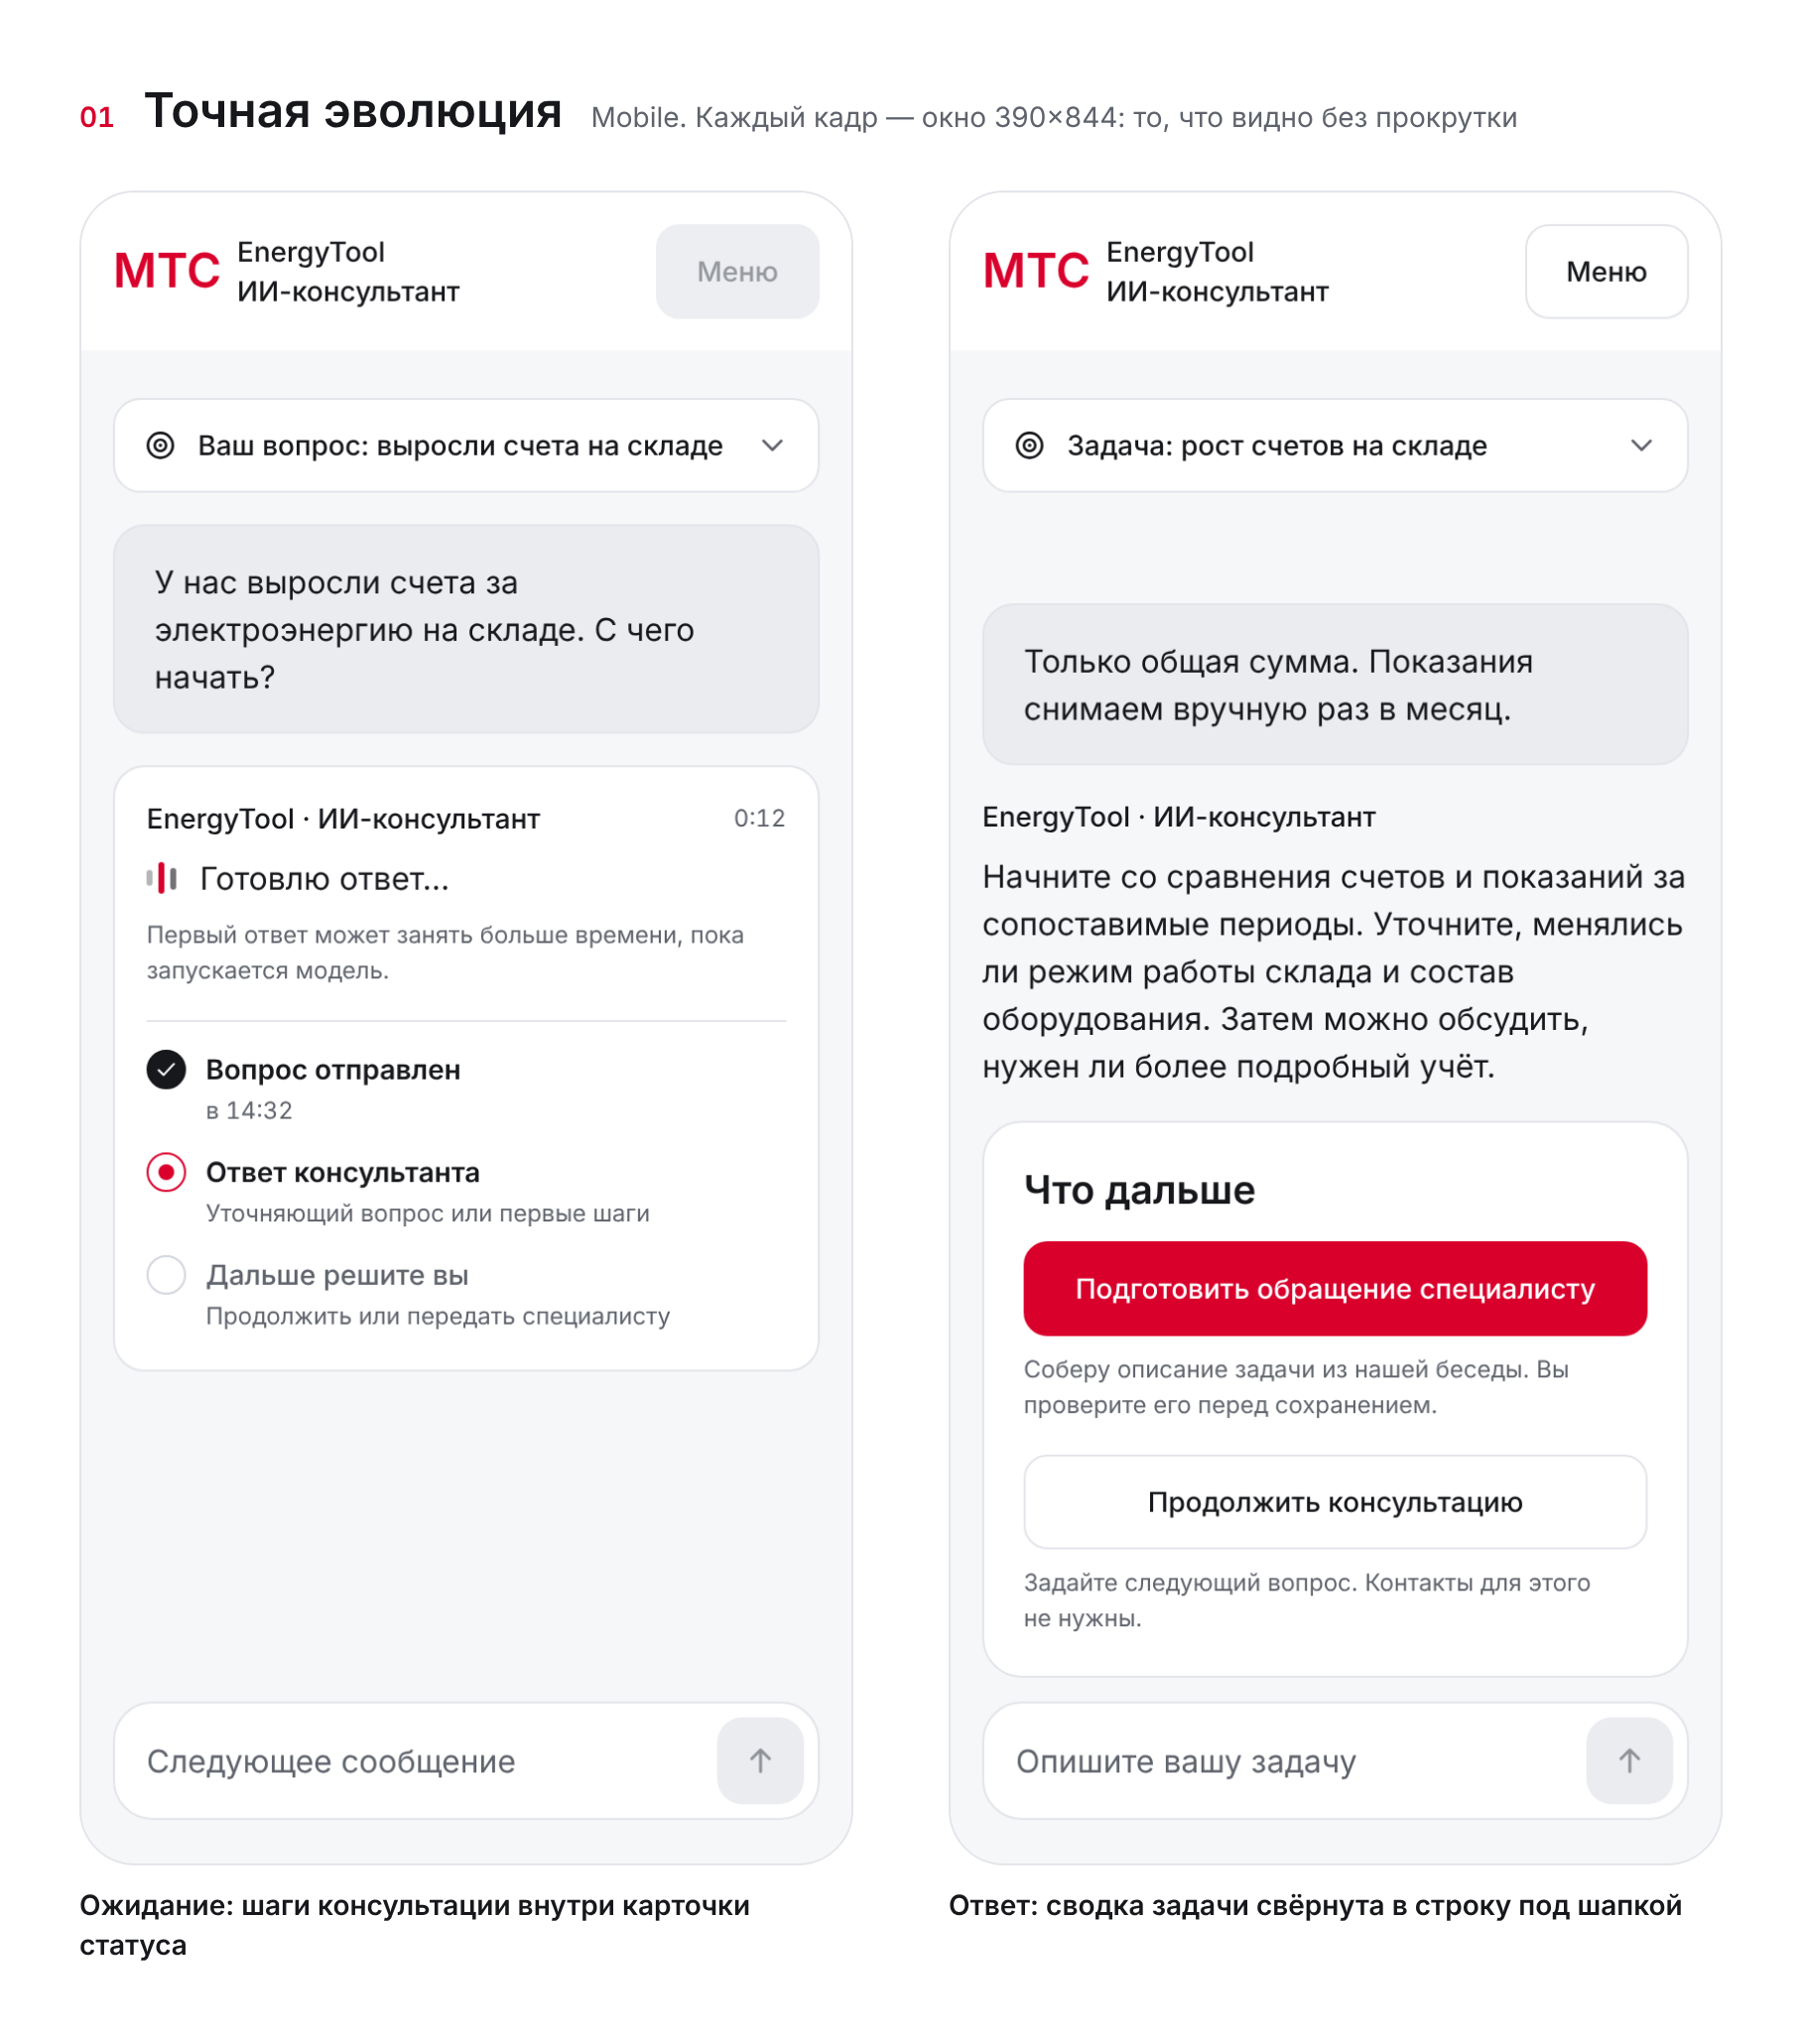 01 Точная эволюция Mobile. Каждый кадр — окно 390×844: то, что видно без прокрутки
МТС
EnergyTool
ИИ-консультант
Меню
Ваш вопрос: выросли счета на складе
У нас выросли счета за
электроэнергию на складе. С чего
начать?
EnergyTool · ИИ-консультант 0:12
Готовлю ответ...
Первый ответ может занять больше времени, пока
запускается модель.
Вопрос отправлен
в 14:32
Ответ консультанта
Уточняющий вопрос или первые шаги
Дальше решите вы
Продолжить или передать специалисту
Следующее сообщение
Ожидание: шаги консультации внутри карточки
статуса
МТС
EnergyTool
ИИ-консультант
Меню
Задача: рост счетов на складе
Только общая сумма. Показания
снимаем вручную раз в месяц.
EnergyTool · ИИ-консультант
Начните со сравнения счетов и показаний за
сопоставимые периоды. Уточните, менялись
ли режим работы склада и состав
оборудования. Затем можно обсудить,
нужен ли более подробный учёт.
Что дальше
Подготовить обращение специалисту
Соберу описание задачи из нашей беседы. Вы
проверите его перед сохранением.
Продолжить консультацию
Задайте следующий вопрос. Контакты для этого
не нужны.
Опишите вашу задачу
Ответ: сводка задачи свёрнута в строку под шапкой